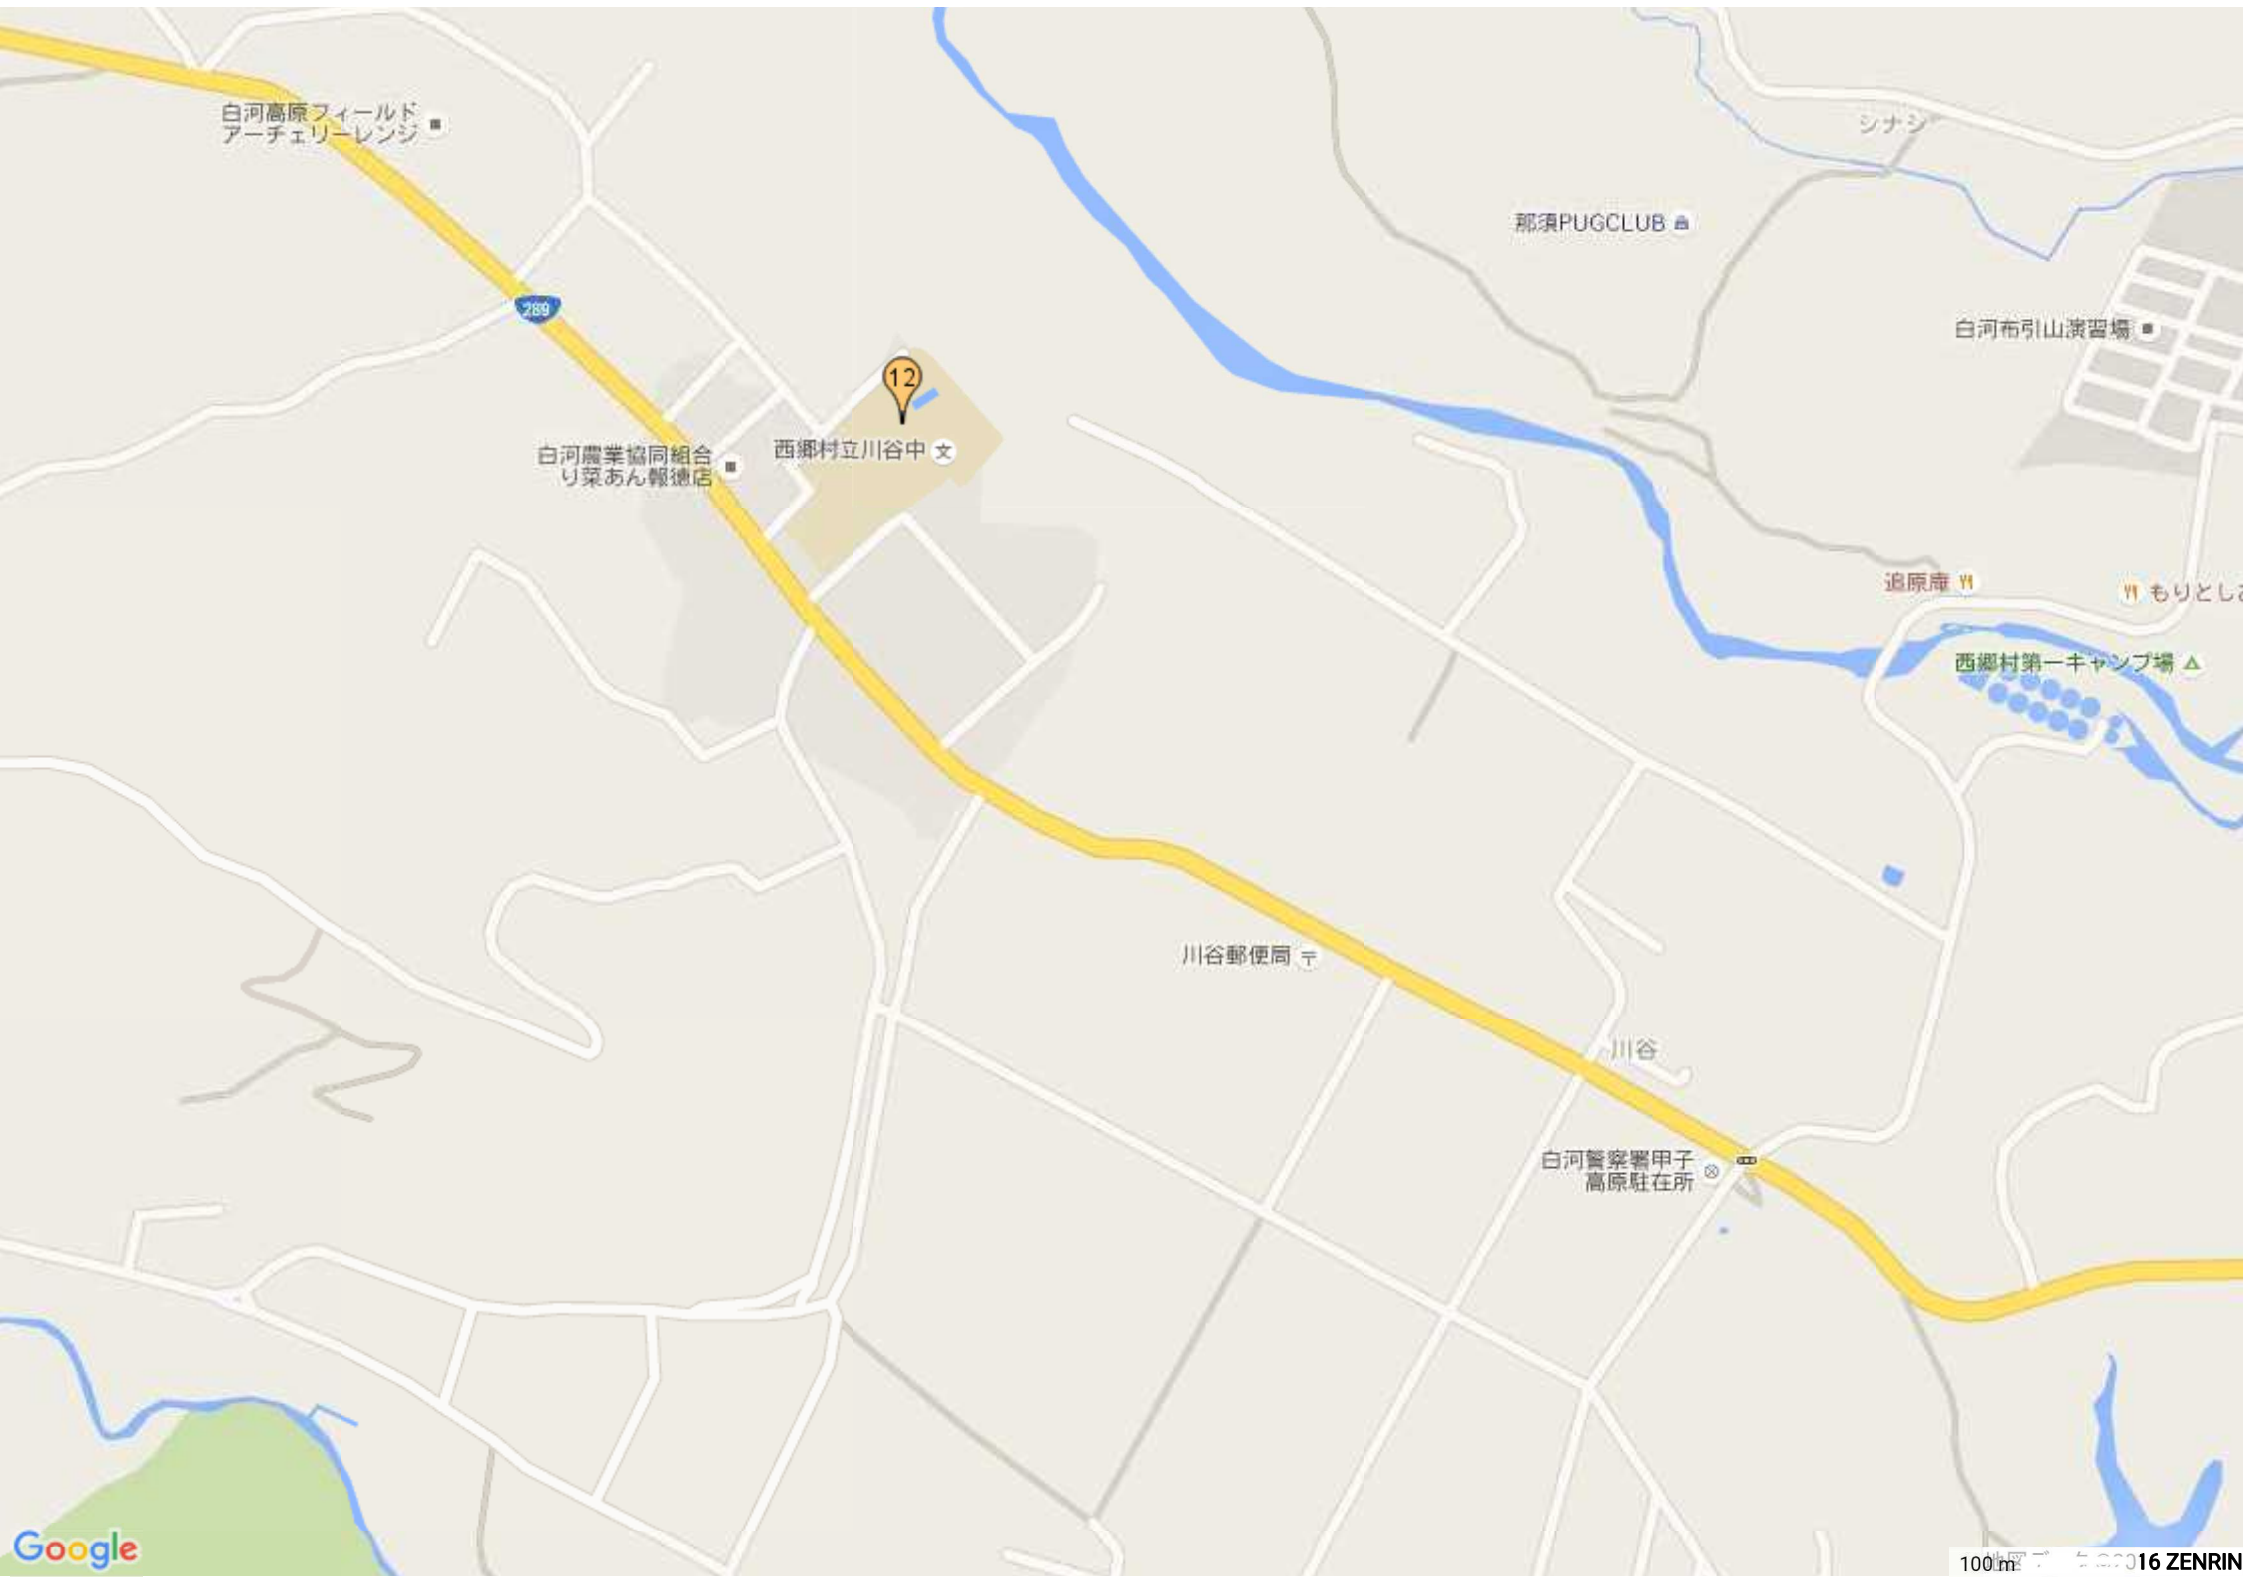 白河高原フィールド
アーチェリーレンジ
シナシ
那須PUGCLUB
289
白河布引山演習場
12
西郷村立川谷中
文
白河農業協同組合
り菜あん報徳店
追原庵
もりとし
西郷村第一キャンプ場
川谷郵便局
〒
川谷
白河警察署甲子
高原駐在所
Google
100 m
16 ZENRIN